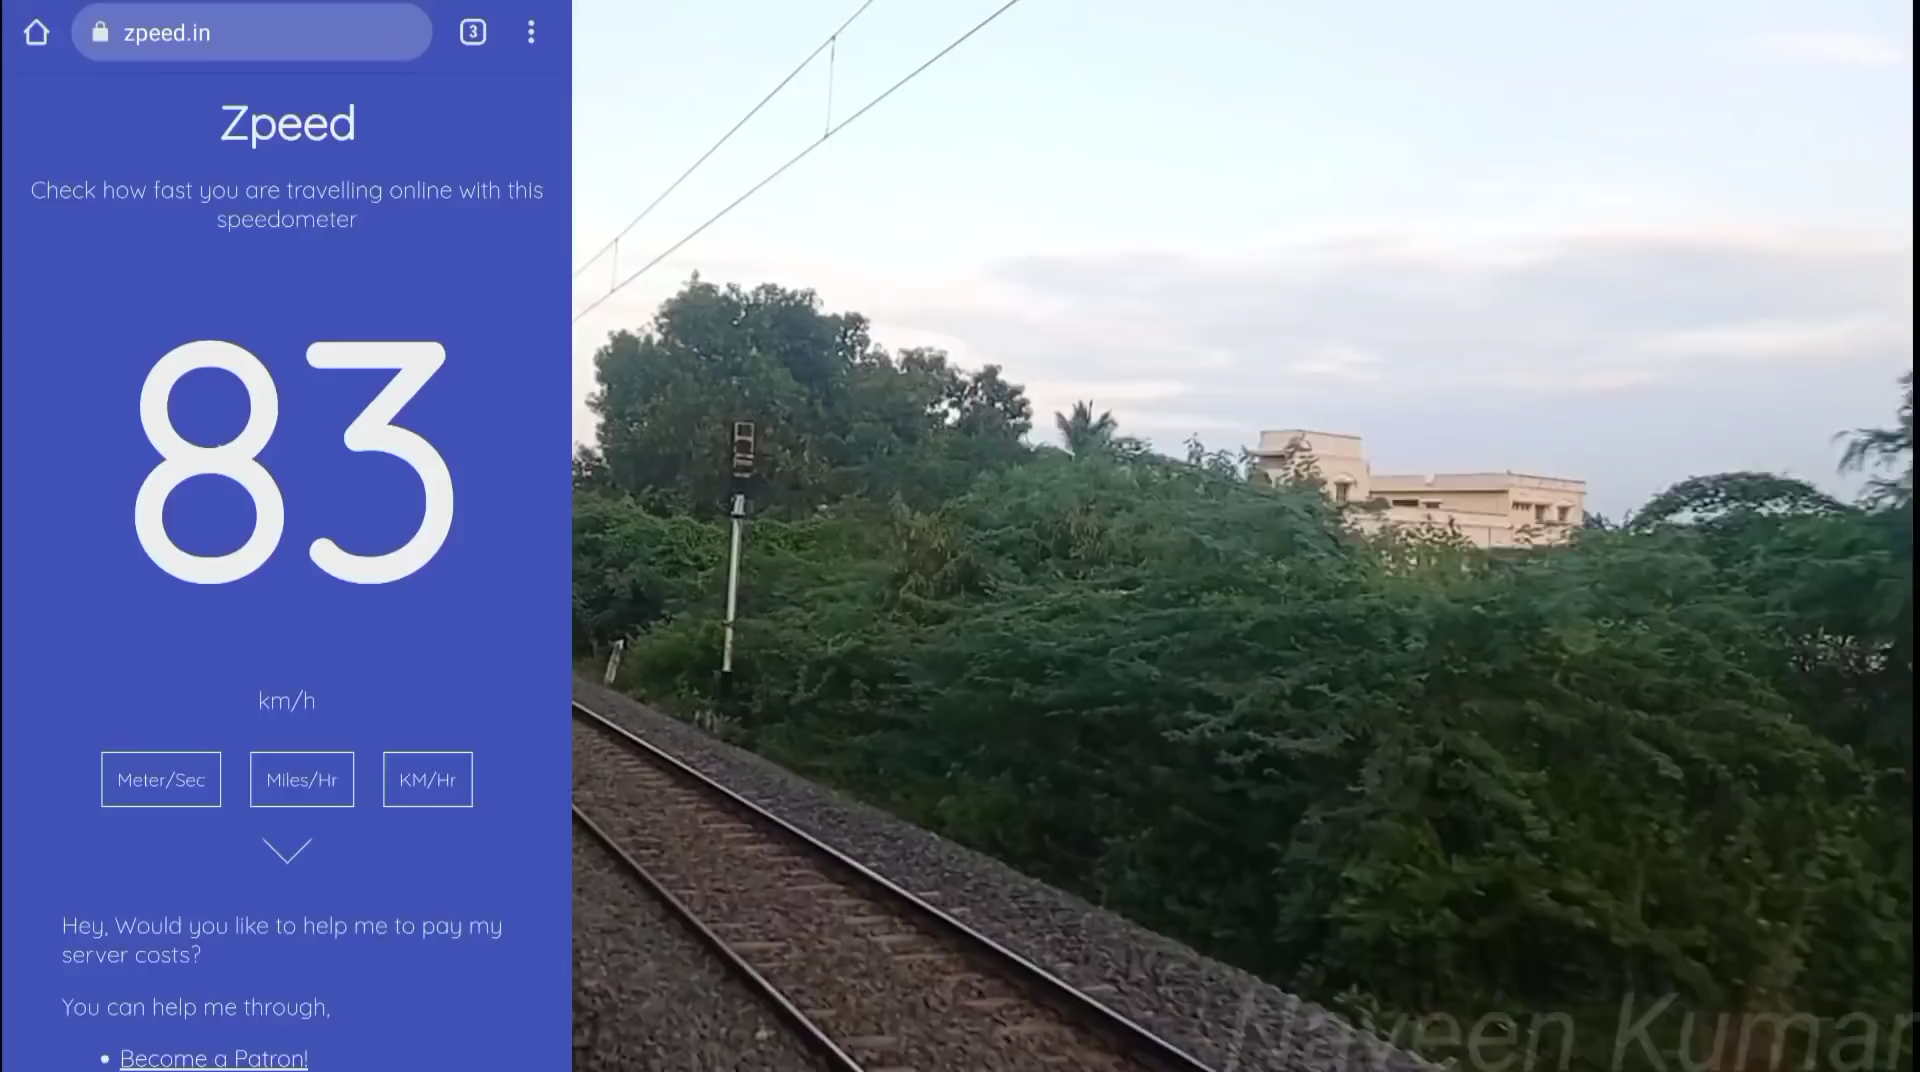 zpeed.in
3
Zpeed
Check how fast you are travelling online with this
speedometer
83
km/h
Meter/Sec
Miles/Hr
KM/Hr
Hey, Would you like to help me to pay my
server costs?
You can help me through,
• Become a Patron!
Naveen Kumar